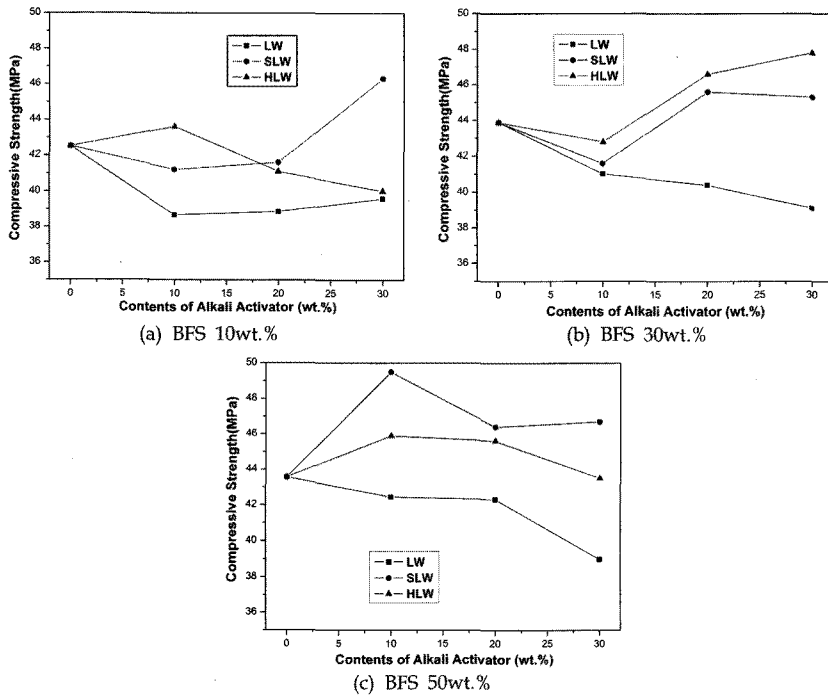 50
48
46
44
42
40
38
36
Compressive Strength(MPa)
LW
SLW
HLW
0 5 10 15 20 25 30
Contents of Alkali Activator (wt.%)
(a) BFS 10wt.%
50
48
46
44
42
40
38
36
Compressive Strength(MPa)
LW
SLW
HLW
0 5 10 15 20 25 30
Contents of Alkali Activator (wt.%)
(b) BFS 30wt.%
50
48
46
44
42
40
38
36
Compressive Strength(MPa)
LW
SLW
HLW
0 5 10 15 20 25 30
Contents of Alkali Activator (wt.%)
(c) BFS 50wt.%